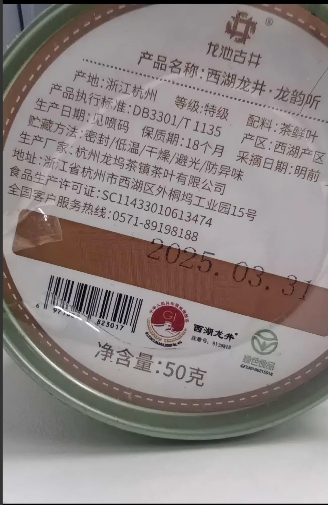 龙池古井®
产品名称：西湖龙井·龙韵听
产地：浙江杭州 等级：特级 配料：茶鲜叶
产品执行标准：DB3301/T 1135 产区：西湖产区
生产日期：见喷码 保质期：18个月 采摘日期：明前
贮藏方法：密封/低温/干燥/避光/防异味
生产厂家：杭州龙坞茶镇茶叶有限公司
地址：浙江省杭州市西湖区外桐坞工业园15号
食品生产许可证：SC11433010613474
全国客户服务热线：0571-89198188
2025.03.31
823017
西湖龙井®
净含量：50克